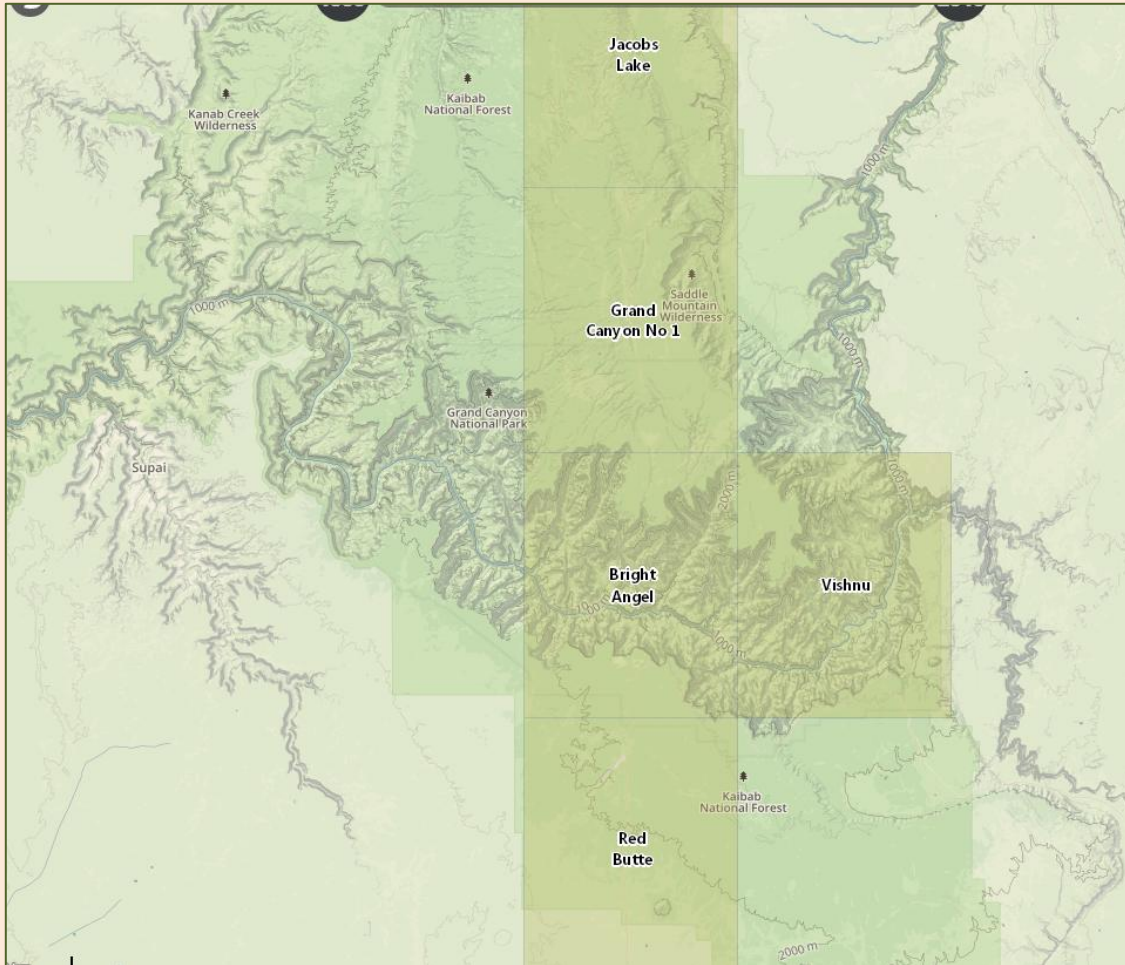 Jacobs
Lake
Kanab Creek
Wilderness
Kaibab
National Forest
1000 m
1000 m
Saddle
Mountain
Wilderness
Grand
Canyon No 1
1000 m
Grand Canyon
National Park
Supai
2000 m
1000 m
Bright
Angel
Vishnu
1000 m
Kaibab
National Forest
Red
Butte
2000 m